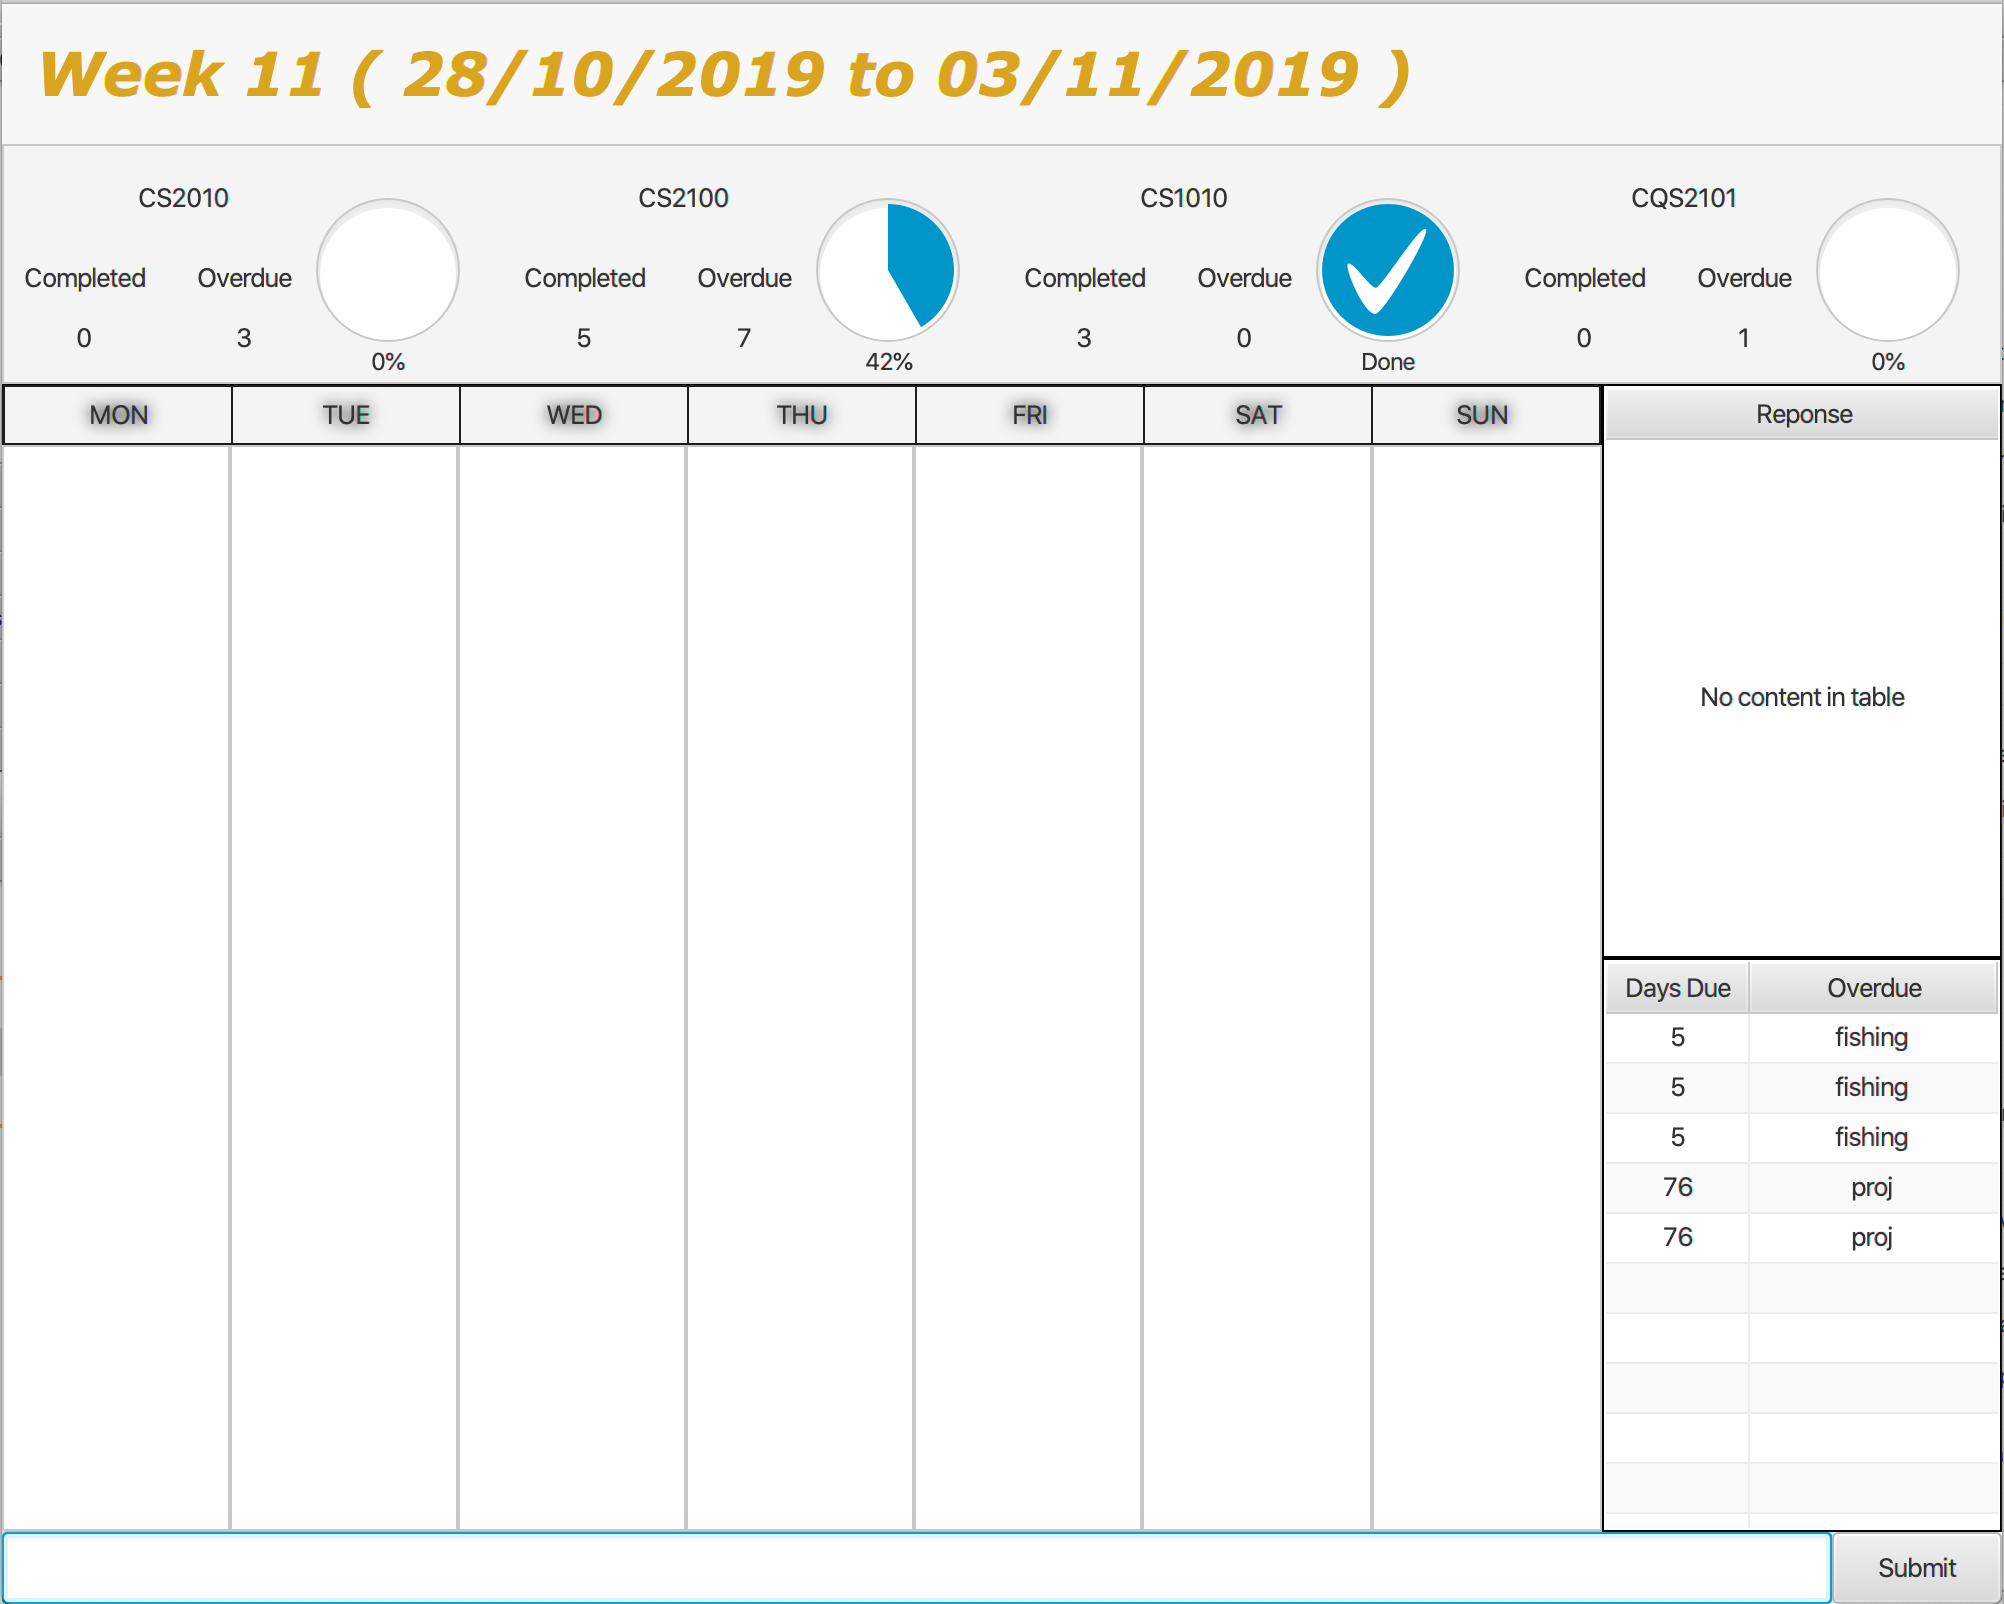 Week 11 ( 28/10/2019 to 03/11/2019 )
CS2010
Completed Overdue
0 3
0%
CS2100
Completed Overdue
5 7
42%
CS1010
Completed Overdue
3 0
Done
CQS2101
Completed Overdue
0 1
0%
MON TUE WED THU FRI SAT SUN
Reponse
No content in table
Days Due Overdue
5 fishing
5 fishing
5 fishing
76 proj
76 proj
Submit